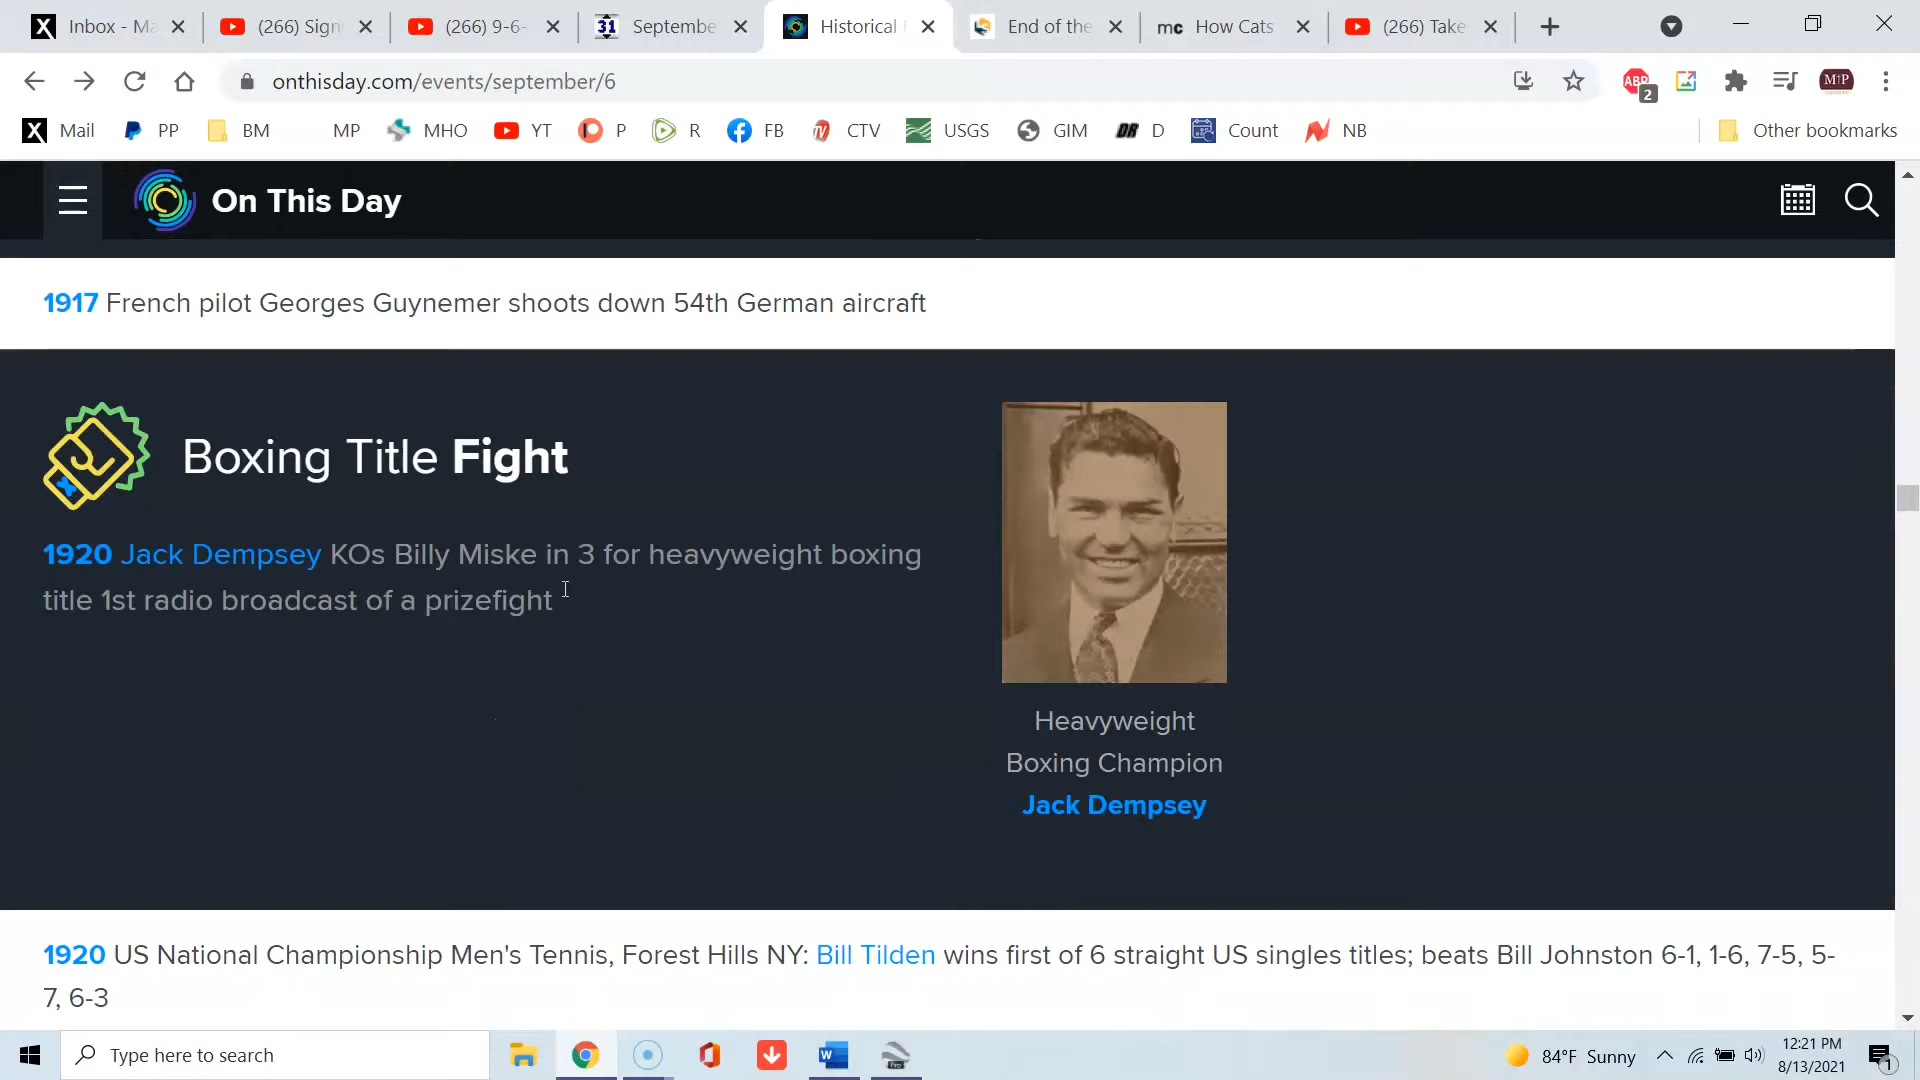 Inbox - Ma
(266) Sign
(266) 9-6-
31 Septembe
Historical
End of the
mc How Cats
(266) Take
onthisday.com/events/september/6
ABP 2
M↑P
X Mail PP BM MP MHO YT P R FB CTV USGS GIM DR D Count NB Other bookmarks
On This Day
1917 French pilot Georges Guynemer shoots down 54th German aircraft
Boxing Title Fight
1920 Jack Dempsey KOs Billy Miske in 3 for heavyweight boxing
title 1st radio broadcast of a prizefight
Heavyweight
Boxing Champion
Jack Dempsey
1920 US National Championship Men's Tennis, Forest Hills NY: Bill Tilden wins first of 6 straight US singles titles; beats Bill Johnston 6-1, 1-6, 7-5, 5-
7, 6-3
Type here to search
84°F Sunny
12:21 PM
8/13/2021
1